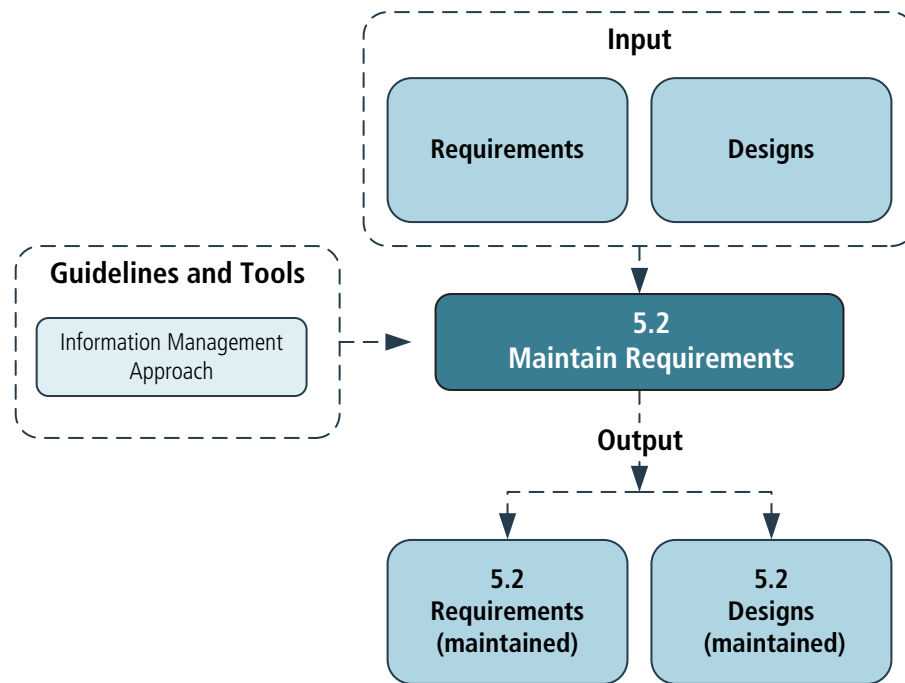 Input
Requirements
Designs
Guidelines and Tools
Information Management
Approach
5.2
Maintain Requirements
Output
5.2
Requirements
(maintained)
5.2
Designs
(maintained)